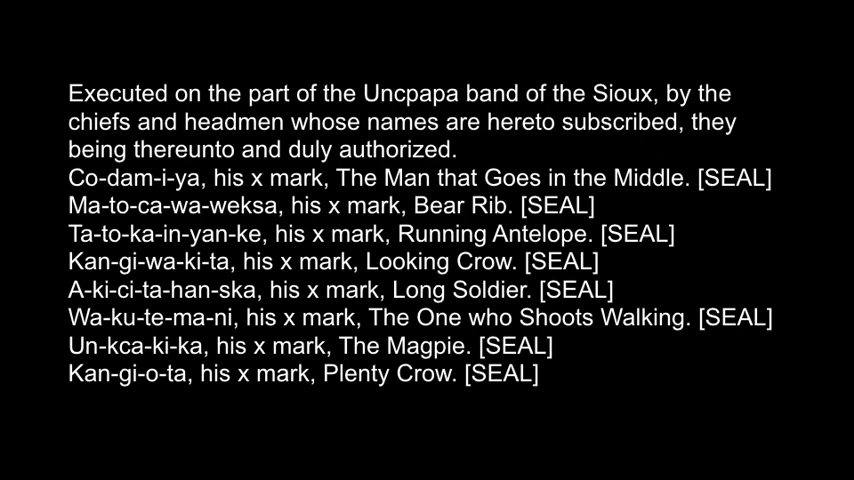 Executed on the part of the Uncpapa band of the Sioux, by the
chiefs and headmen whose names are hereto subscribed, they
being thereunto and duly authorized.
Co-dam-i-ya, his x mark, The Man that Goes in the Middle. [SEAL]
Ma-to-ca-wa-weksa, his x mark, Bear Rib. [SEAL]
Ta-to-ka-in-yan-ke, his x mark, Running Antelope. [SEAL]
Kan-gi-wa-ki-ta, his x mark, Looking Crow. [SEAL]
A-ki-ci-ta-han-ska, his x mark, Long Soldier. [SEAL]
Wa-ku-te-ma-ni, his x mark, The One who Shoots Walking. [SEAL]
Un-kca-ki-ka, his x mark, The Magpie. [SEAL]
Kan-gi-o-ta, his x mark, Plenty Crow. [SEAL]